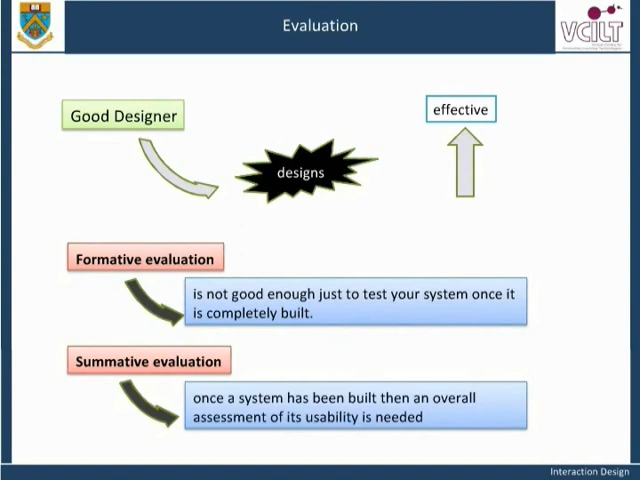 Evaluation
VCILT
Good Designer
effective
designs
Formative evaluation
is not good enough just to test your system once it
is completely built.
Summative evaluation
once a system has been built then an overall
assessment of its usability is needed
Interaction Design